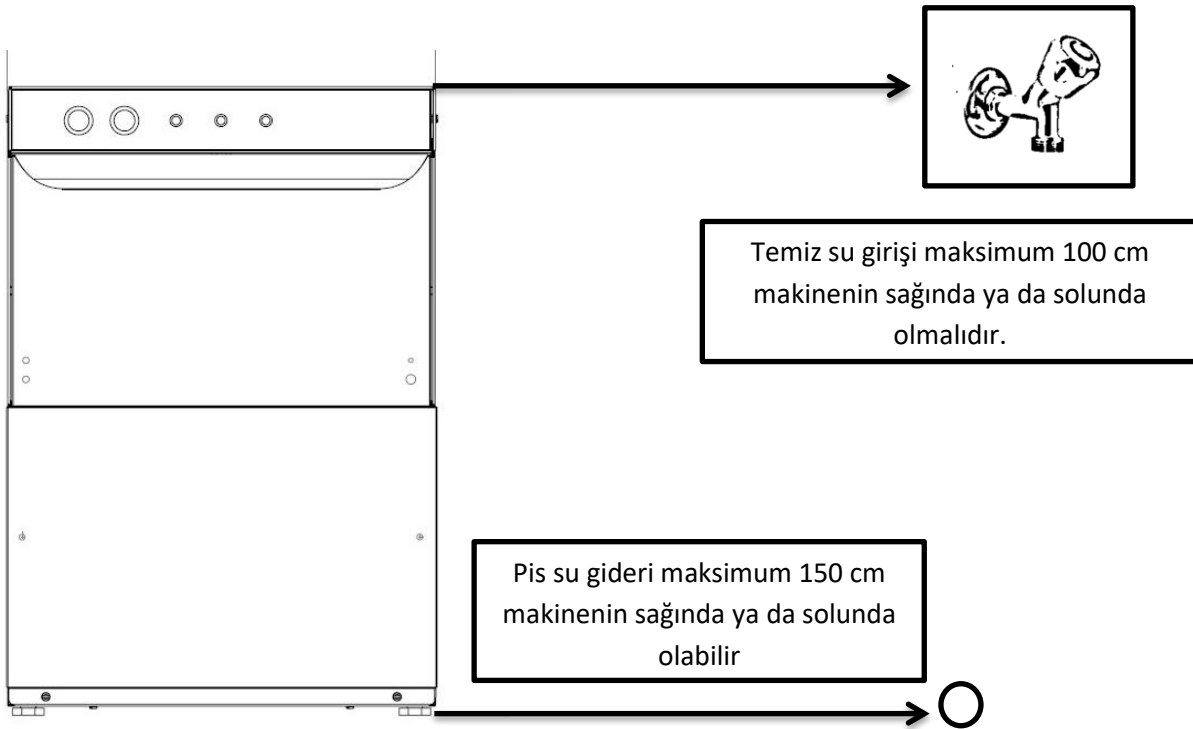 Temiz su girişi maksimum 100 cm
makinenin sağında ya da solunda
olmalıdır.
Pis su gideri maksimum 150 cm
makinenin sağında ya da solunda
olabilir